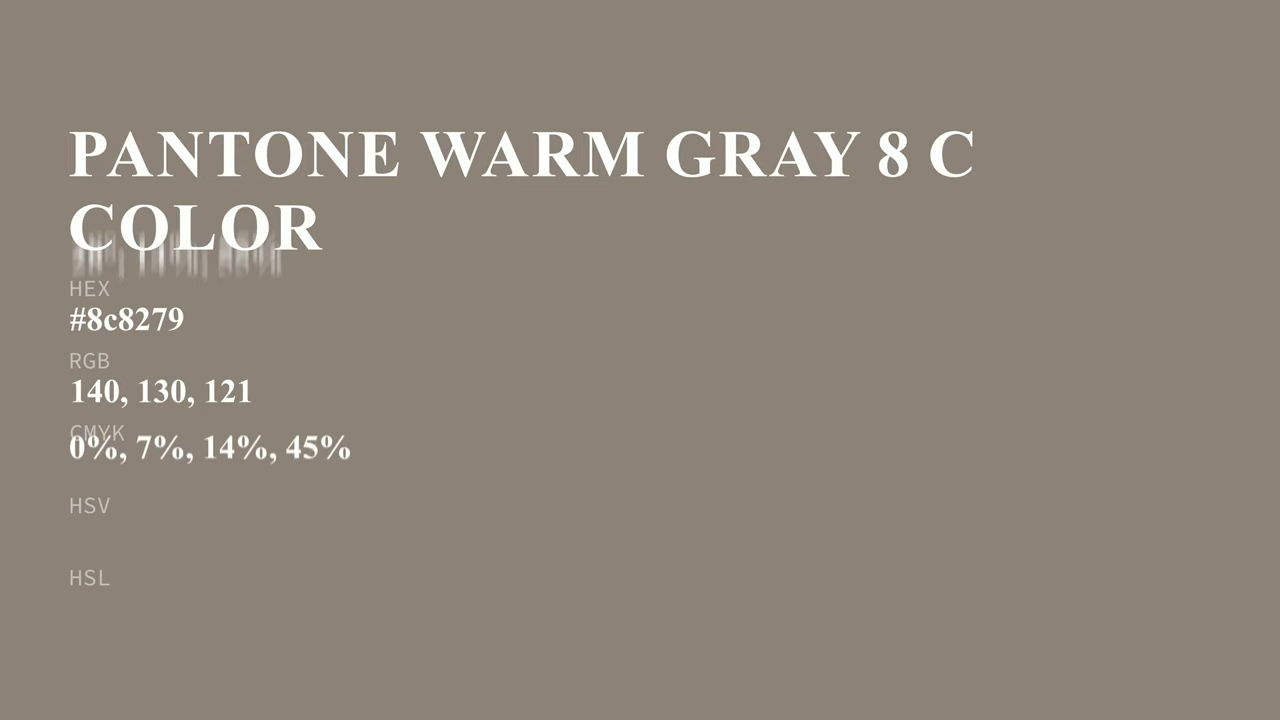 PANTONE WARM GRAY 8 C
COLOR
HEX
#8c8279
RGB
140, 130, 121
CMYK
0%, 7%, 14%, 45%
HSV
HSL